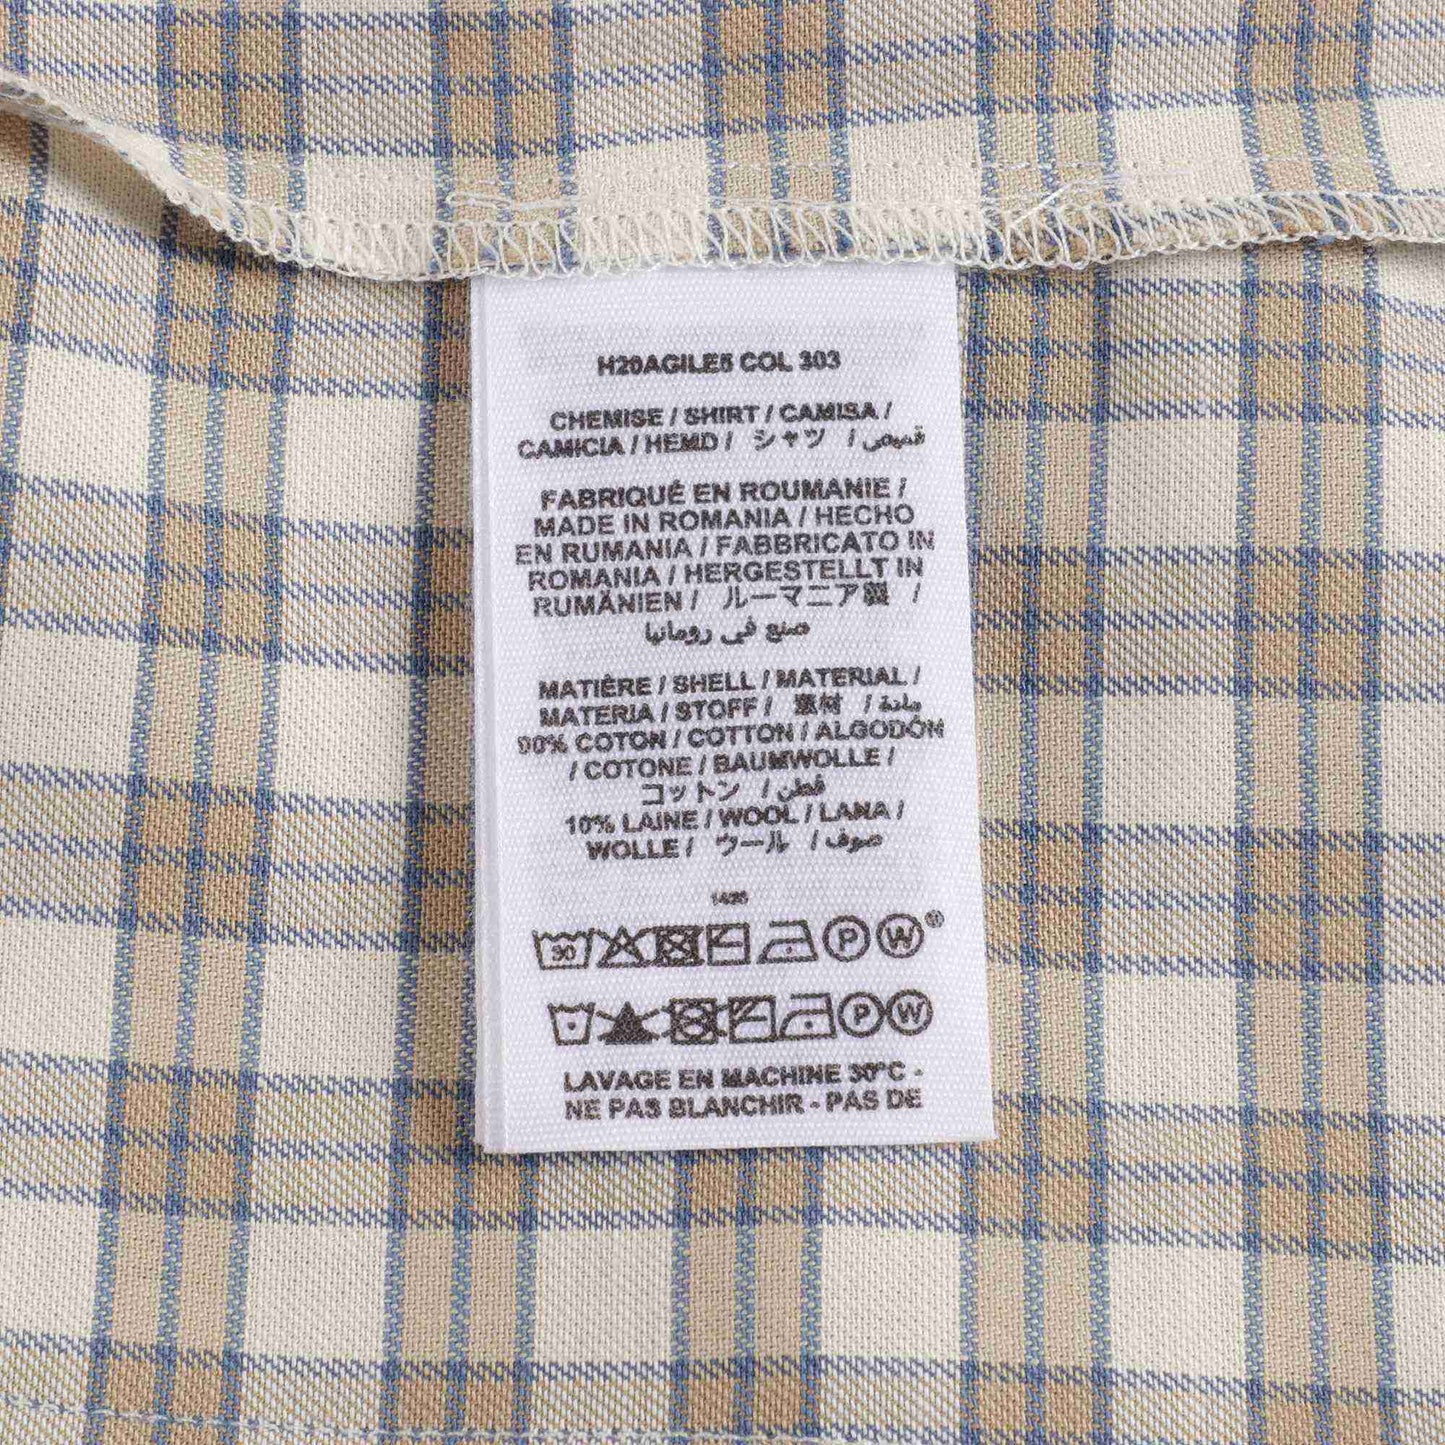 H20AGILE5 COL 303
CHEMISE / SHIRT / CAMISA /
CAMICIA / HEMD / シャツ / قميص
FABRIQUÉ EN ROUMANIE /
MADE IN ROMANIA / HECHO
EN RUMANIA / FABBRICATO IN
ROMANIA / HERGESTELLT IN
RUMÄNIEN / ルーマニア製 /
صنع في رومانيا
MATIÈRE / SHELL / MATERIAL /
MATERIA / STOFF / 素材 / مادة
90% COTON / COTTON / ALGODÓN
/ COTONE / BAUMWOLLE /
コットン / قطن
10% LAINE / WOOL / LANA /
WOLLE / ウール / صوف
30 P W ®
P W
LAVAGE EN MACHINE 30°C -
NE PAS BLANCHIR - PAS DE